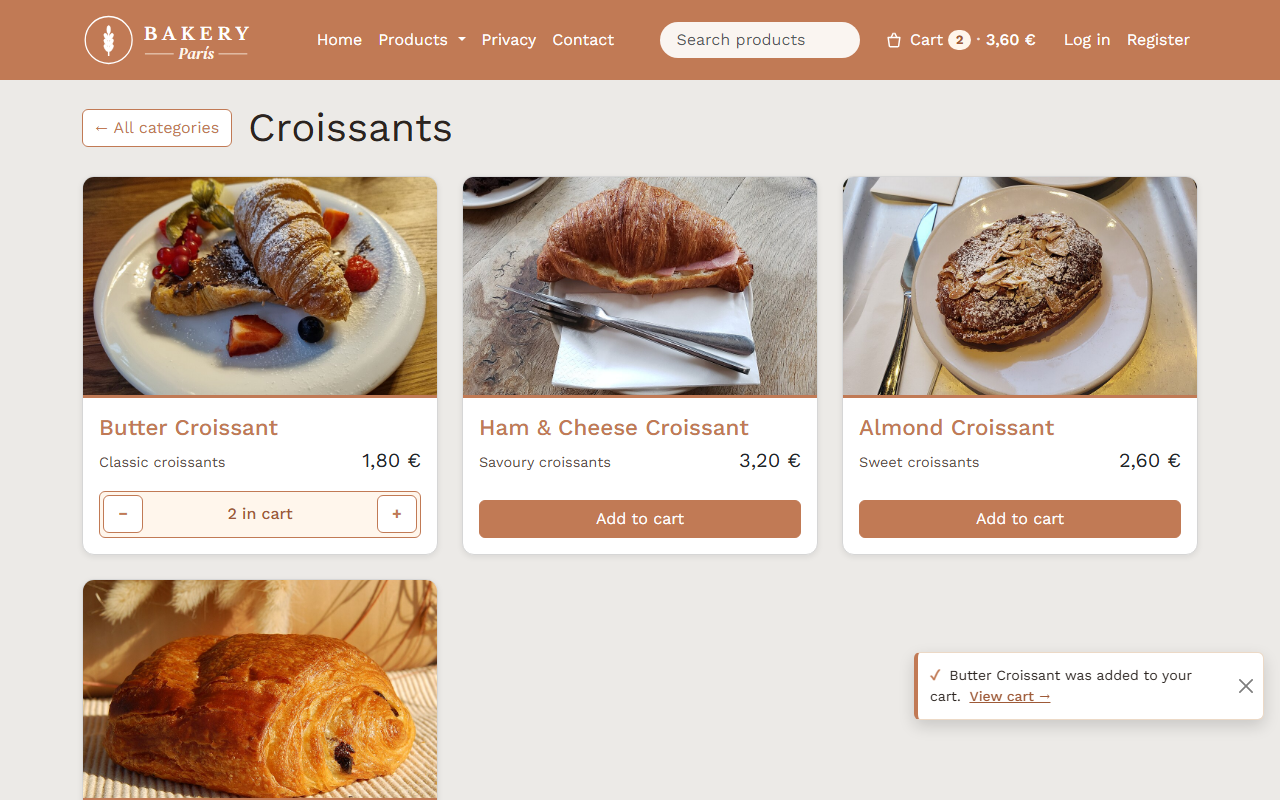 BAKERY
París
Home
Products
Privacy
Contact
Search products
Cart 2 · 3,60 €
Log in
Register
← All categories
Croissants
Butter Croissant
Classic croissants
1,80 €
−
2 in cart
+
Ham & Cheese Croissant
Savoury croissants
3,20 €
Add to cart
Almond Croissant
Sweet croissants
2,60 €
Add to cart
✓ Butter Croissant was added to your
cart. View cart →